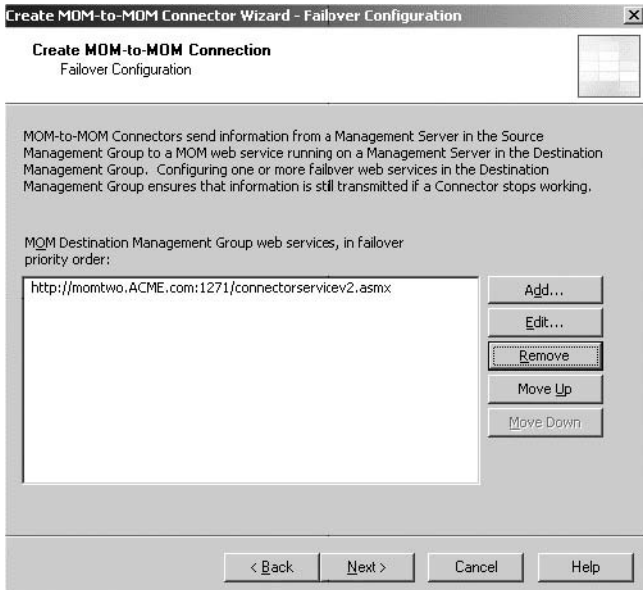 Create MOM-to-MOM Connector Wizard - Failover Configuration
Create MOM-to-MOM Connection
Failover Configuration
MOM-to-MOM Connectors send information from a Management Server in the Source
Management Group to a MOM web service running on a Management Server in the Destination
Management Group. Configuring one or more failover web services in the Destination
Management Group ensures that information is still transmitted if a Connector stops working.
MOM Destination Management Group web services, in failover
priority order:
http://momtwo.ACME.com:1271/connectorservicev2.asmx
Add...
Edit...
Remove
Move Up
Move Down
< Back
Next >
Cancel
Help